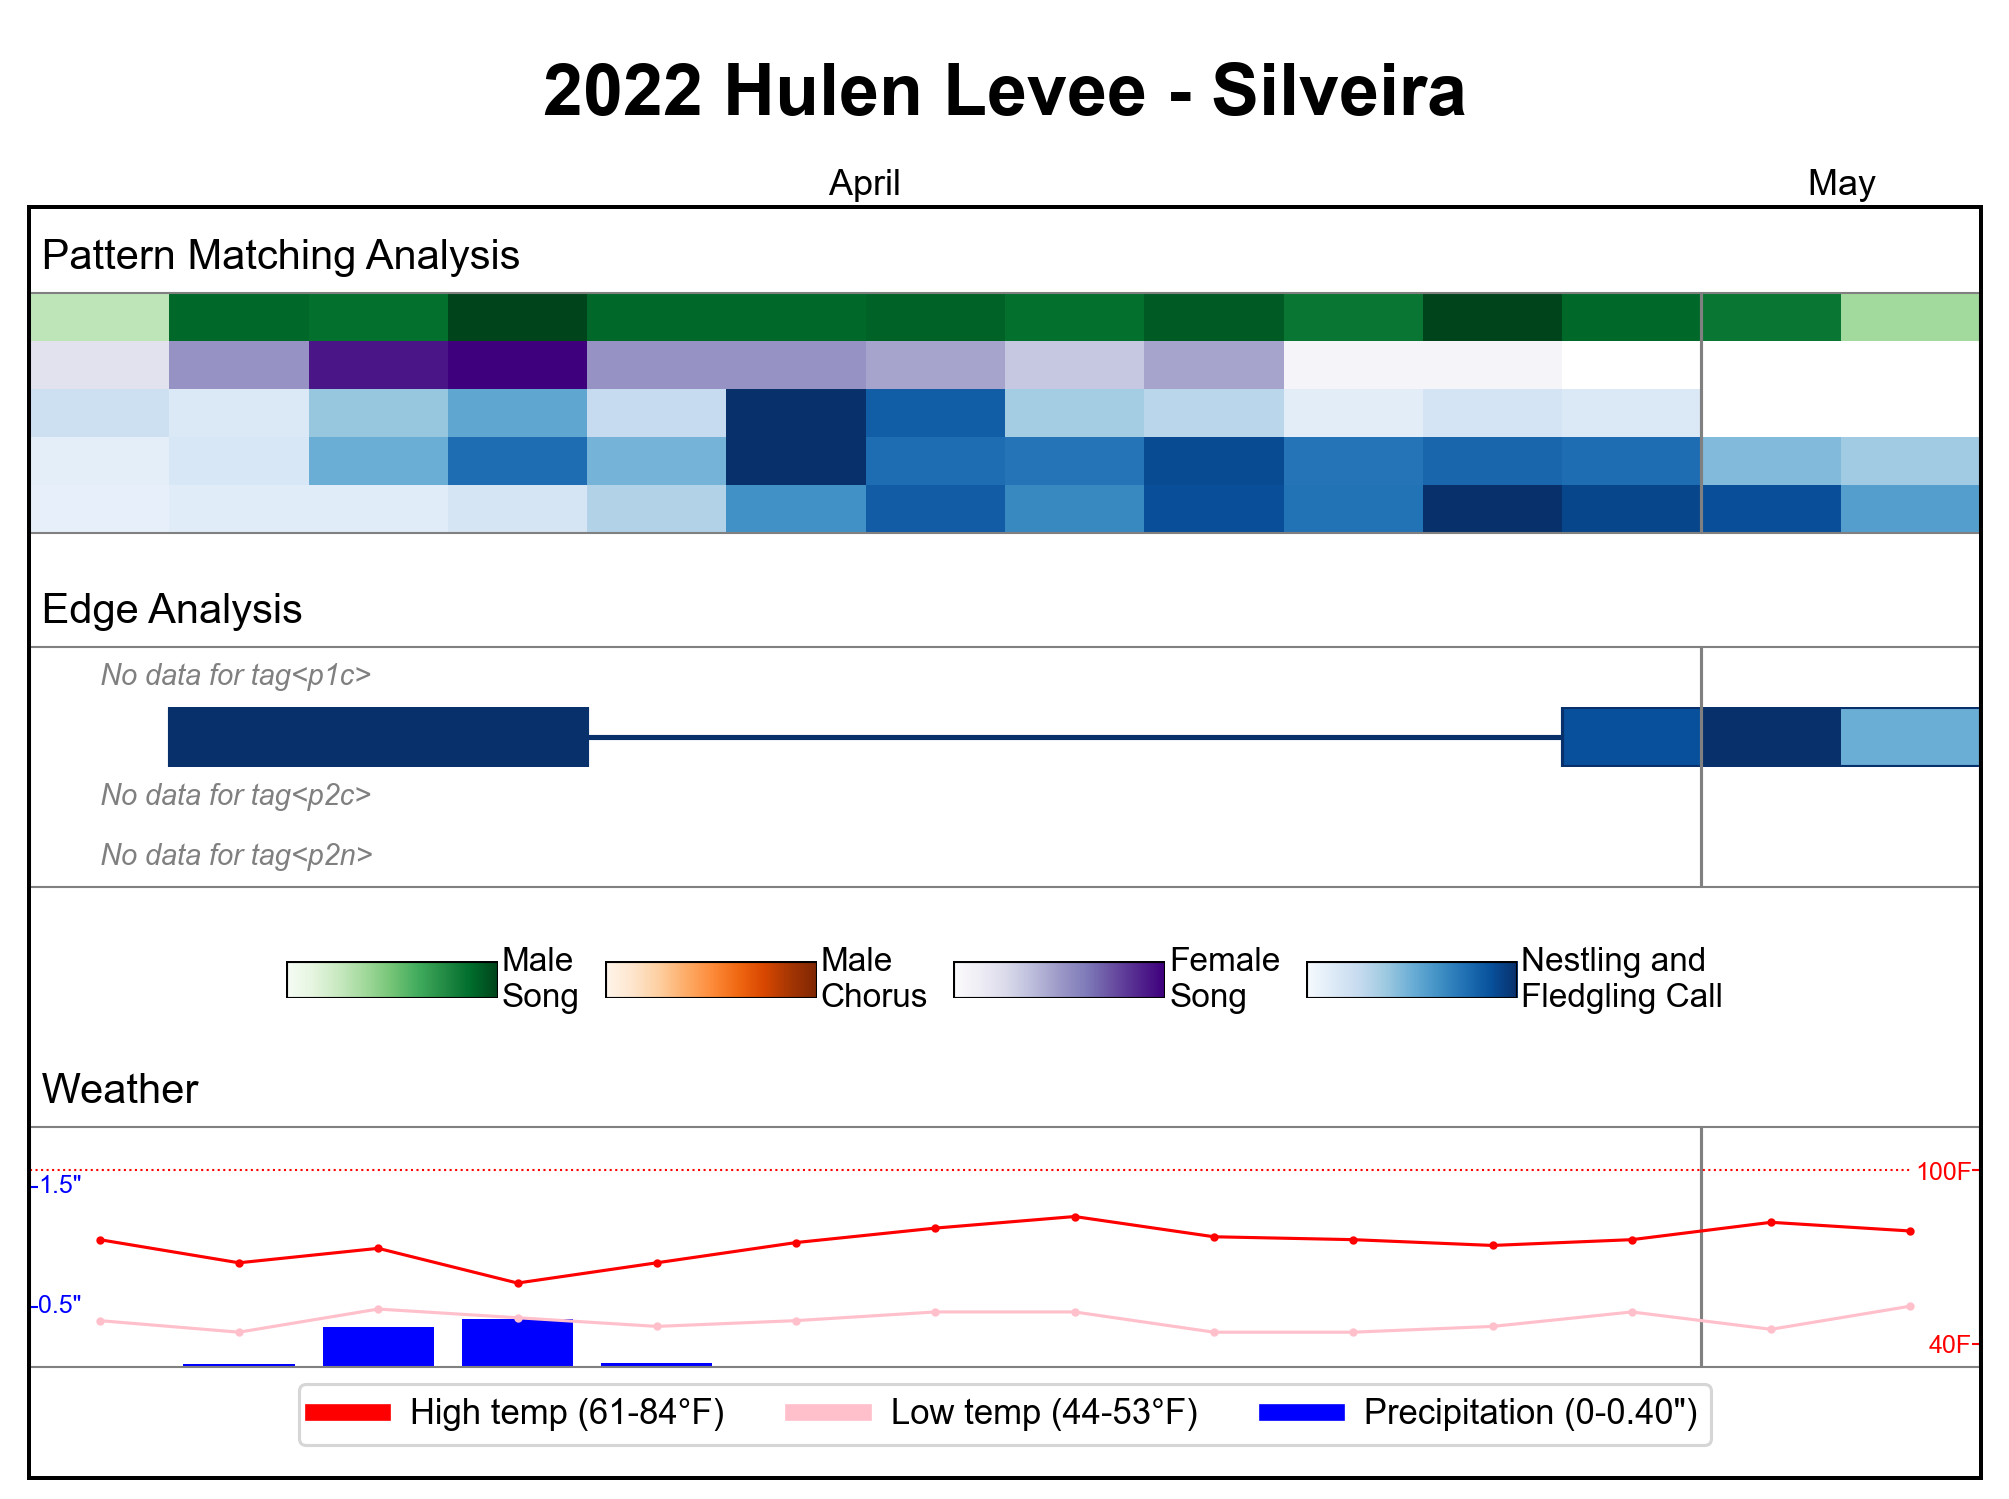 2022 Hulen Levee - Silveira
April May
Pattern Matching Analysis
Edge Analysis
No data for tag<p1c>
No data for tag<p2c>
No data for tag<p2n>
Male
Song
Male
Chorus
Female
Song
Nestling and
Fledgling Call
Weather
1.5"
100F
0.5"
40F
High temp (61-84°F) Low temp (44-53°F) Precipitation (0-0.40")